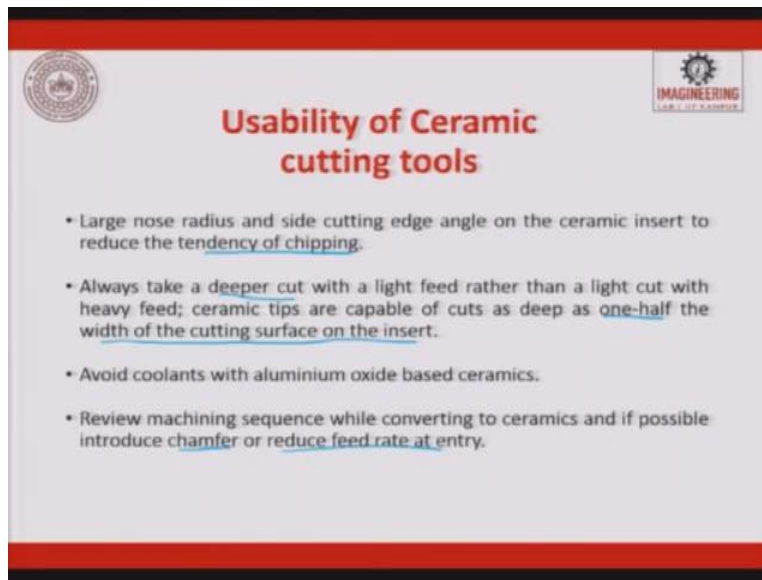 IMAGINEERING
LAB I IIT KANPUR
Usability of Ceramic
cutting tools
• Large nose radius and side cutting edge angle on the ceramic insert to
reduce the tendency of chipping.
• Always take a deeper cut with a light feed rather than a light cut with
heavy feed; ceramic tips are capable of cuts as deep as one-half the
width of the cutting surface on the insert.
• Avoid coolants with aluminium oxide based ceramics.
• Review machining sequence while converting to ceramics and if possible
introduce chamfer or reduce feed rate at entry.